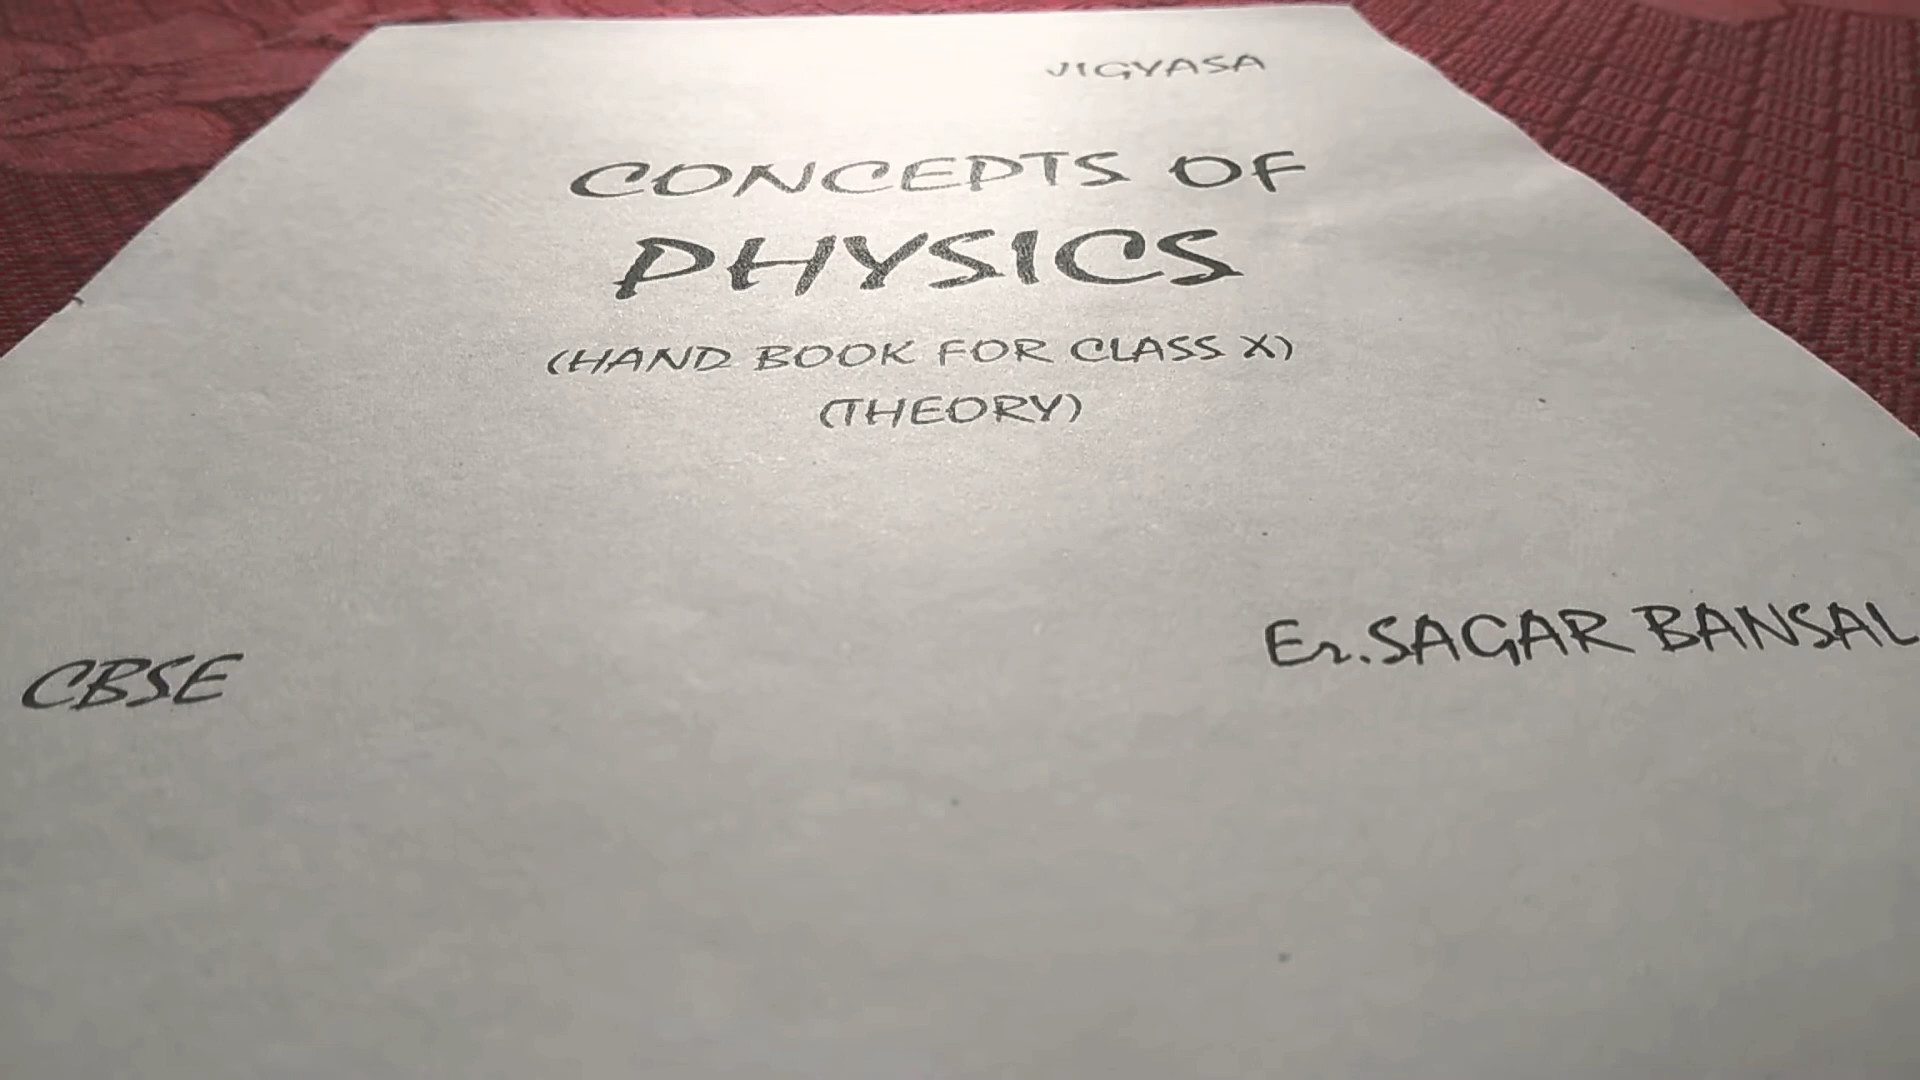 JIGYASA
CONCEPTS OF
PHYSICS
(HAND BOOK FOR CLASS X)
(THEORY)
CBSE
Er.SAGAR BANSAL